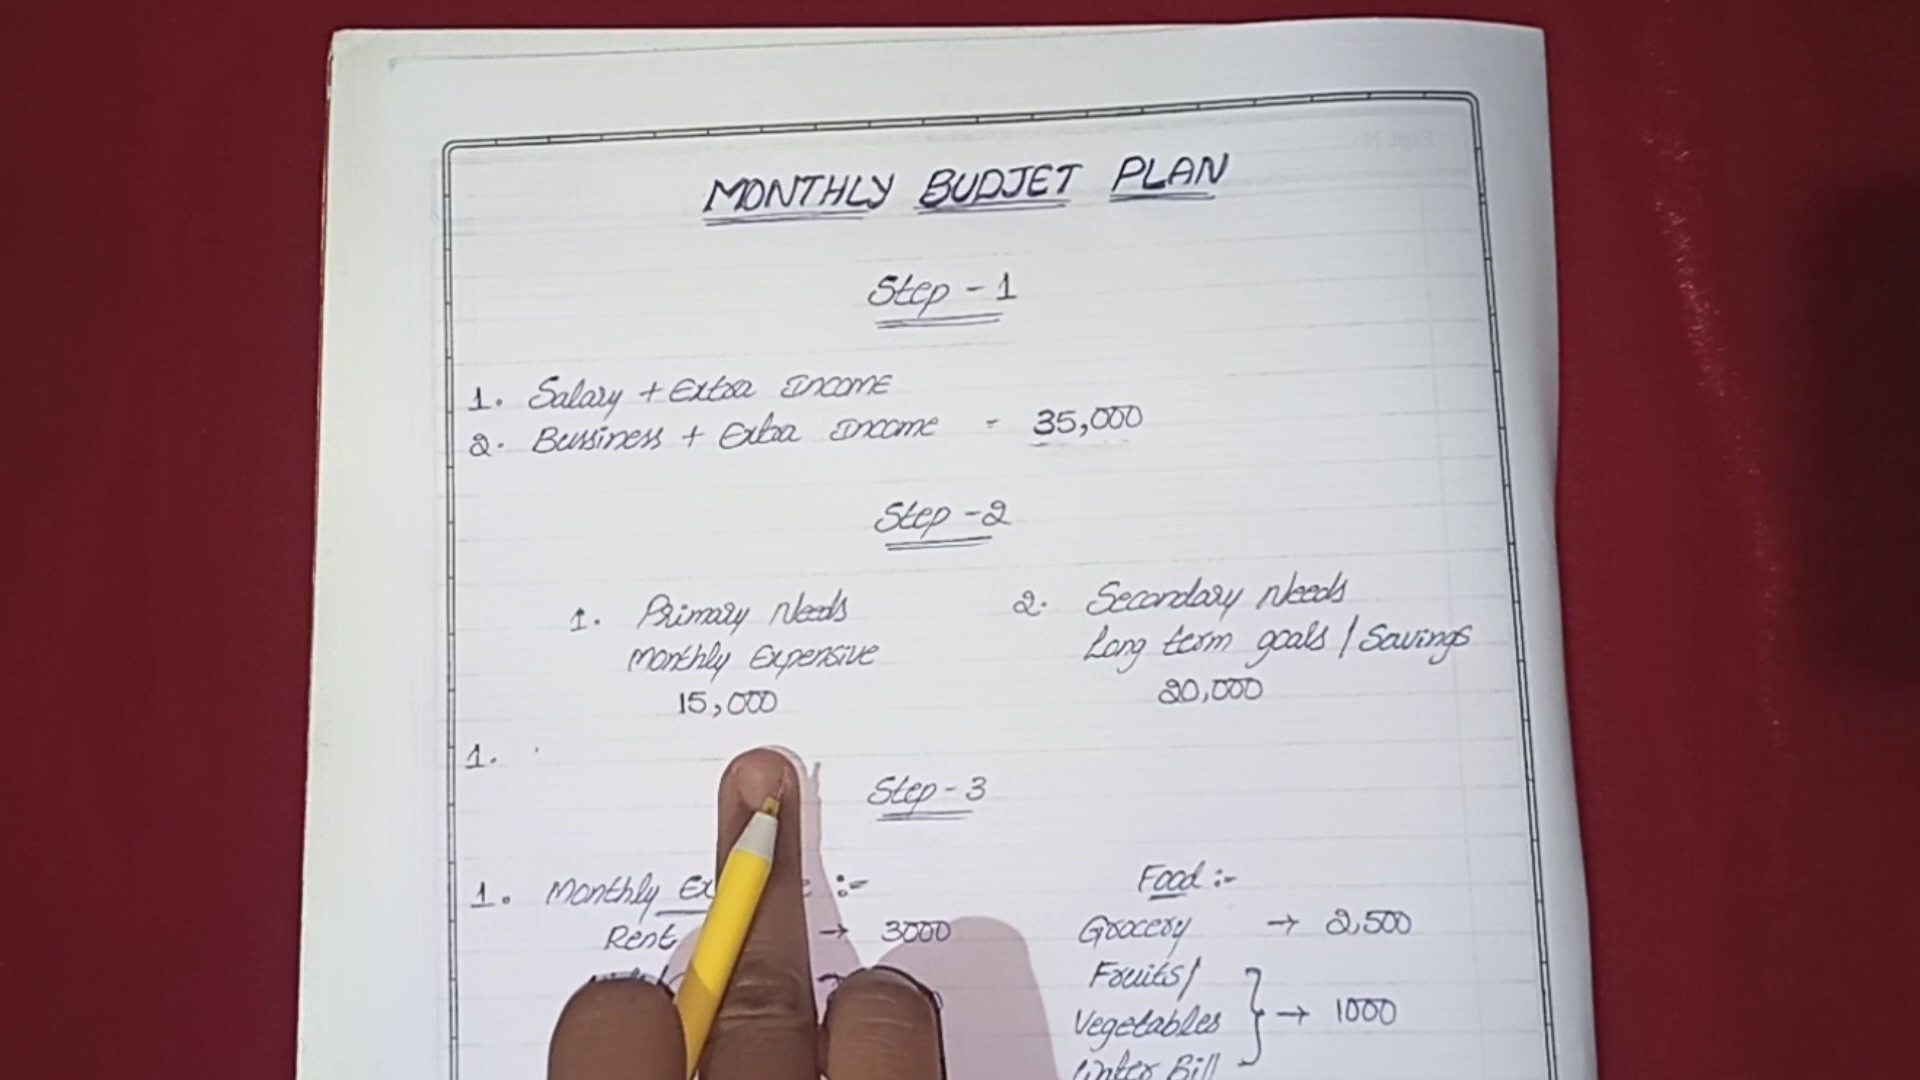 MONTHLY BUDJET PLAN
Step - 1
1. Salary + Extra Income
2. Bussiness + Extra Income - 35,000
Step - 2
1. Primary Needs
Monthly Expensive
15,000
2. Secondary Needs
Long term goals / Savings
20,000
1.
Step - 3
1. Monthly :-
Rent → 3000
Food :-
Grocery → 2,500
Fruits/
Vegetables } → 1000
Water Bill